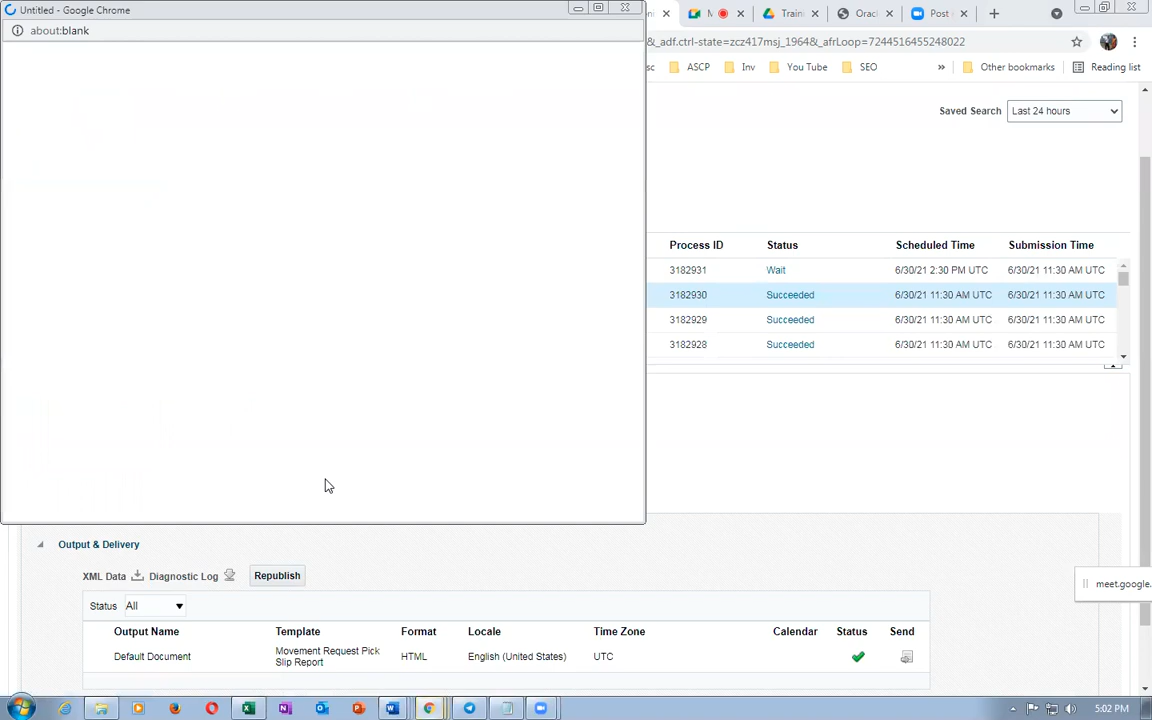 Untitled - Google Chrome
about:blank
M
Traini
Oracl
Post
&_adf.ctrl-state=zcz417msj_1964&_afrLoop=7244516455248022
sc
ASCP
Inv
You Tube
SEO
»
Other bookmarks
Reading list
Saved Search
Last 24 hours
Process ID
Status
Scheduled Time
Submission Time
3182931
Wait
6/30/21 2:30 PM UTC
6/30/21 11:30 AM UTC
3182930
Succeeded
6/30/21 11:30 AM UTC
6/30/21 11:30 AM UTC
3182929
Succeeded
6/30/21 11:30 AM UTC
6/30/21 11:30 AM UTC
3182928
Succeeded
6/30/21 11:30 AM UTC
6/30/21 11:30 AM UTC
Output & Delivery
meet.google.
XML Data
Diagnostic Log
Republish
Status
All
Output Name
Template
Format
Locale
Time Zone
Calendar
Status
Send
Default Document
Movement Request Pick
Slip Report
HTML
English (United States)
UTC
5:02 PM